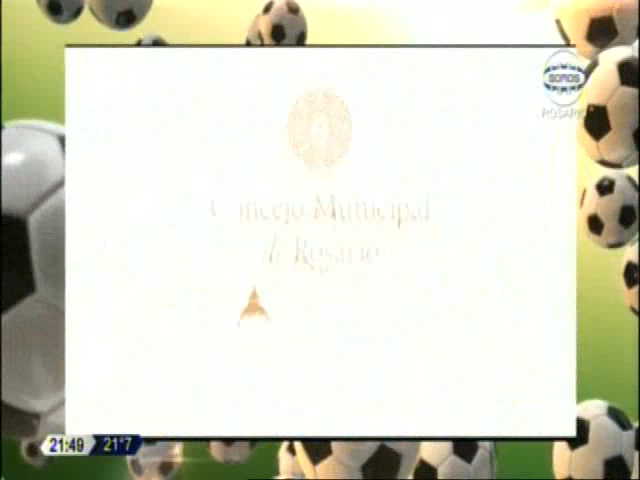 SOMOS
ROSARIO
Concejo Municipal
de Rosario
21:49 21°7